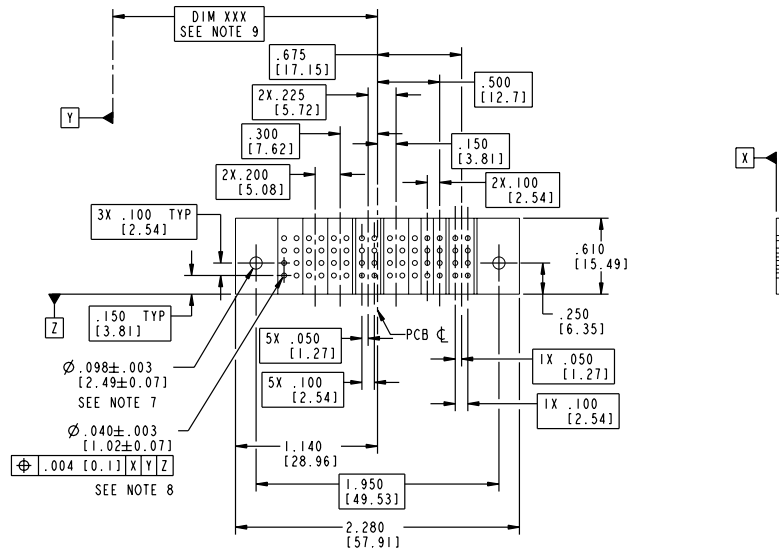 DIM XXX
SEE NOTE 9
.675
[17.15]
.500
[12.7]
2X.225
[5.72]
Y
X
.300
[7.62]
.150
[3.81]
2X.200
[5.08]
2X.100
[2.54]
3X .100 TYP
[2.54]
.610
[15.49]
.150 TYP
[3.81]
Z
.250
[6.35]
5X .050
[1.27]
PCB ℄
1X .050
[1.27]
Ø.098±.003
[2.49±0.07]
SEE NOTE 7
5X .100
[2.54]
1X .100
[2.54]
Ø.040±.003
[1.02±0.07]
⌖ .004 [0.1] X Y Z
SEE NOTE 8
1.140
[28.96]
1.950
[49.53]
2.280
[57.91]